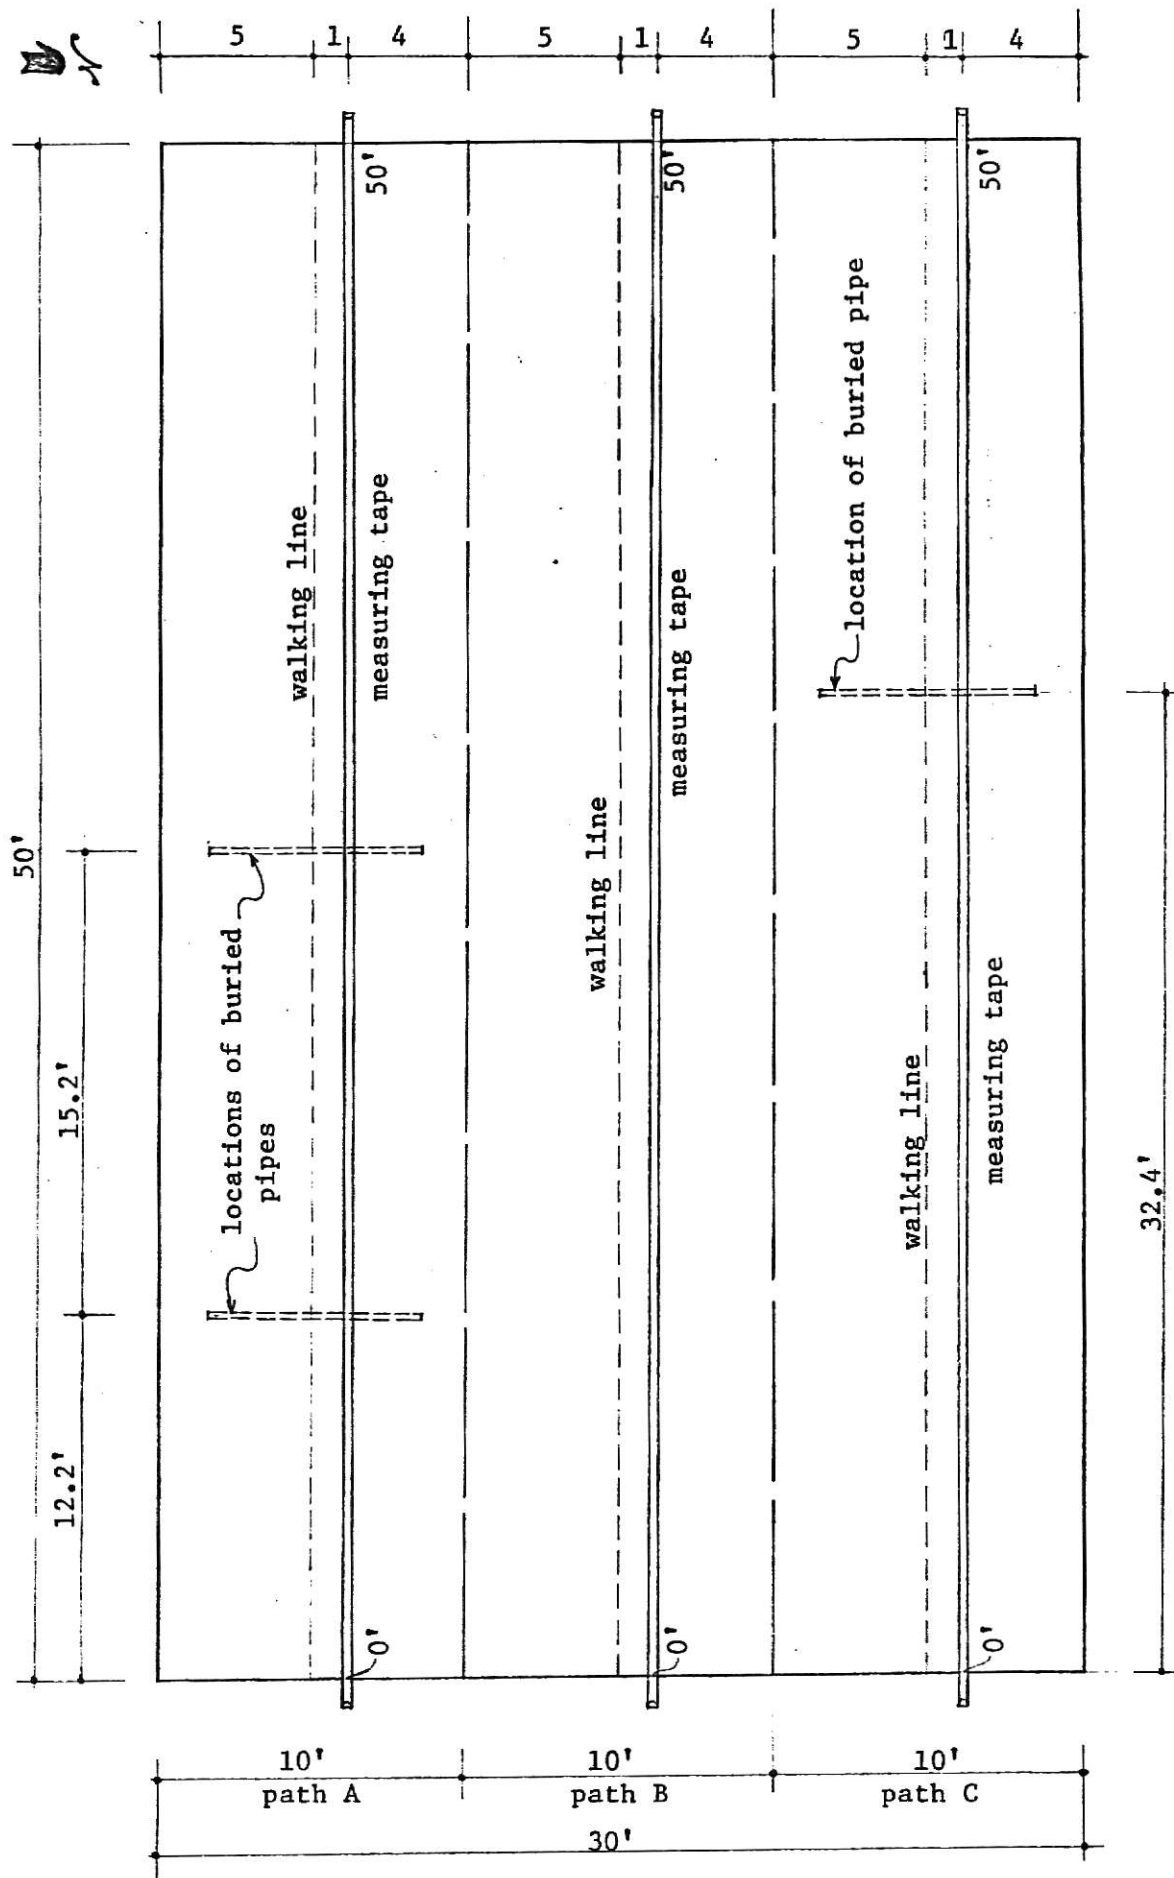 N
5 1 4 5 1 4 5 1 4
50'
50'
50'
50'
15.2'
12.2'
32.4'
walking line
measuring tape
locations of buried
pipes
0'
walking line
measuring tape
0'
location of buried pipe
walking line
measuring tape
0'
10' 10' 10'
path A path B path C
30'